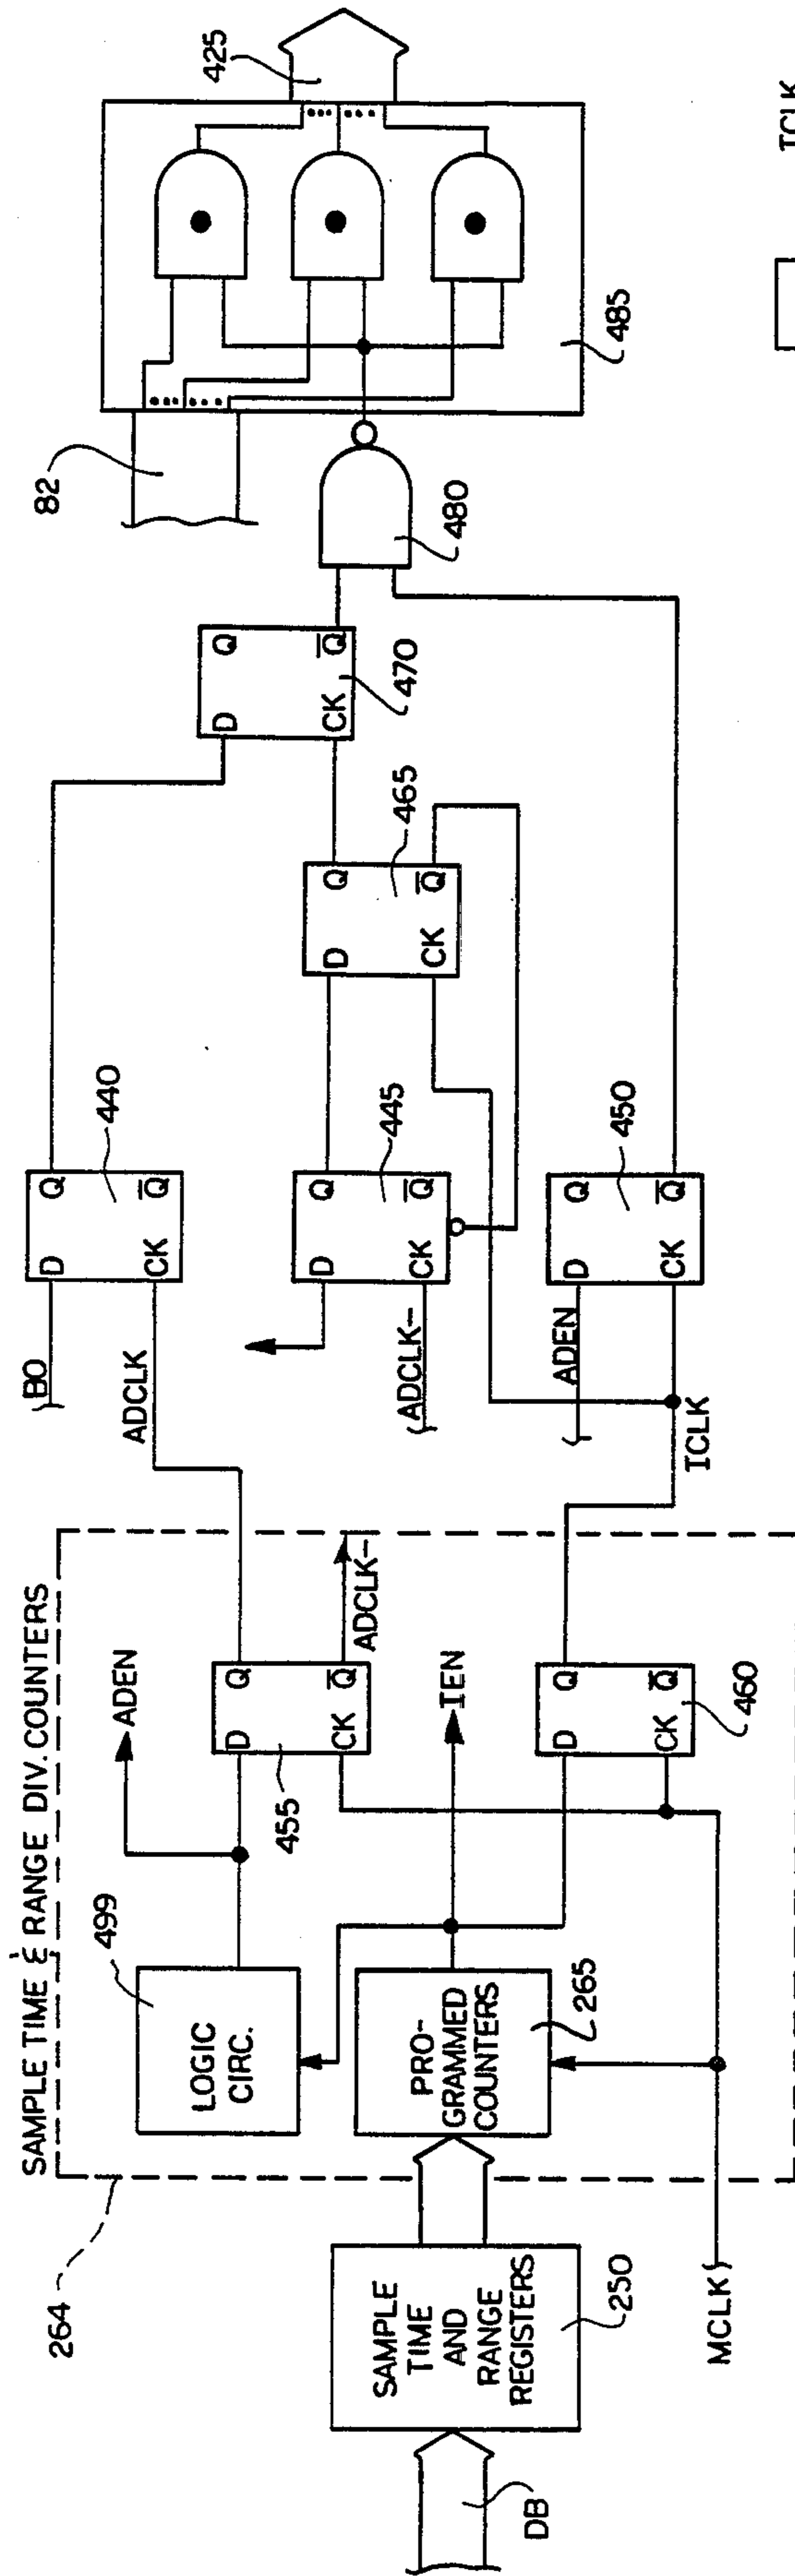 SAMPLE TIME & RANGE DIV. COUNTERS
264
DB
SAMPLE
TIME
AND
RANGE
REGISTERS
250
MCLK
499
LOGIC
CIRC.
PRO-
GRAMMED
COUNTERS
265
ADEN
D
Q
CK
Q
455
ADCLK-
IEN
D
Q
CK
Q
460
BO
ADCLK
D
Q
CK
Q
440
ADCLK-
D
Q
CK
Q
445
ADEN
ICLK
D
Q
CK
Q
450
D
Q
CK
Q
465
D
Q
CK
Q
470
480
82
485
425
ICLK